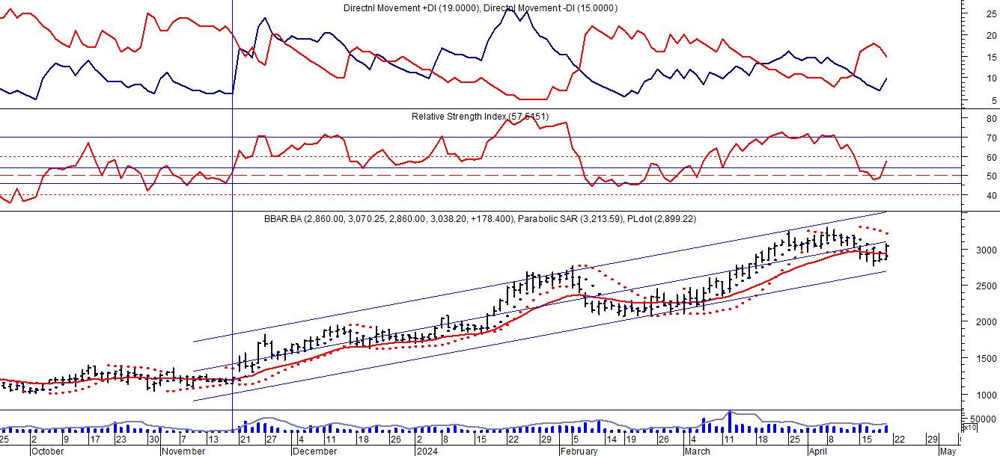 Directnl Movement +DI (19.0000), Directnl Movement -DI (15.0000)
25
20
15
10
5
Relative Strength Index (57.5151)
80
70
60
50
40
BBAR.BA (2,860.00, 3,070.25, 2,860.00, 3,038.20, +178.400), Parabolic SAR (3,213.59), PLdot (2,899.22)
3000
2500
2000
1500
1000
50000
x10
25 2 9 17 23 30 7 13 21 27 4 11 18 26 2 8 15 22 29 5 14 19 26 4 11 18 25 1 8 15 22 29
October November December 2024 February March April May